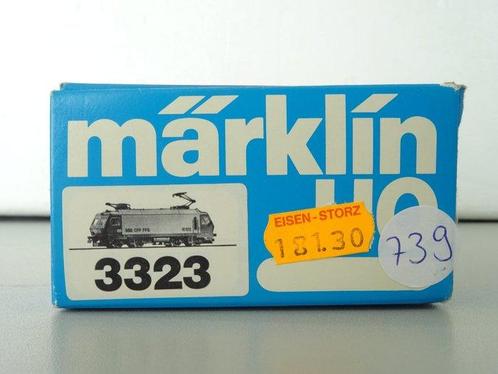 märklin
HO
EISEN-STORZ
181.30
739
SBB CFF FFS
3323